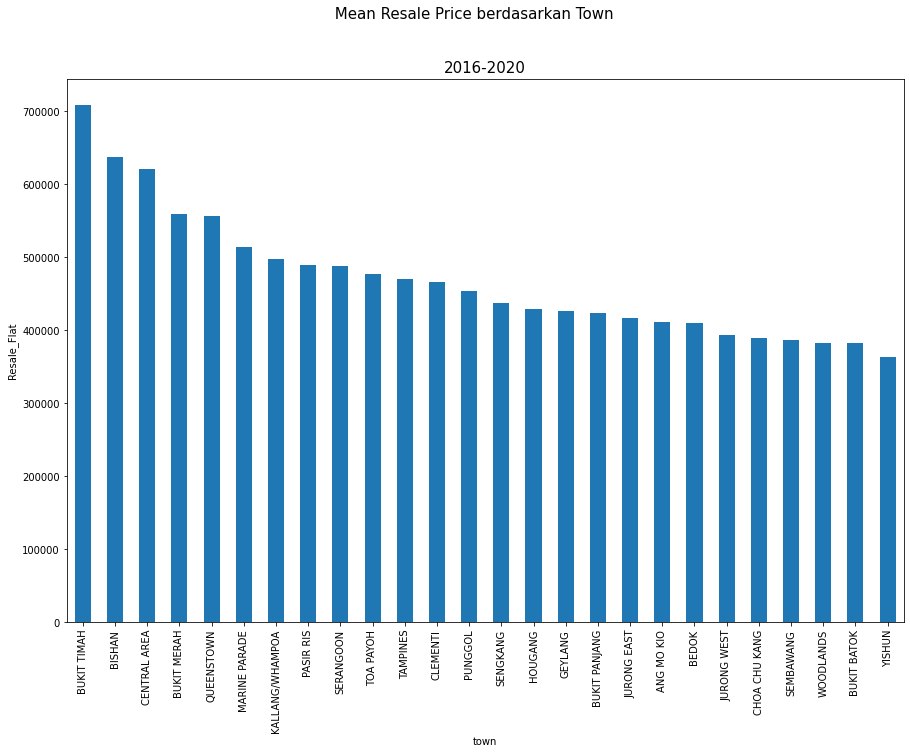 Mean Resale Price berdasarkan Town
2016-2020
700000
600000
500000
400000
300000
200000
100000
0
Resale_Flat
BUKIT TIMAH
BISHAN
CENTRAL AREA
BUKIT MERAH
QUEENSTOWN
MARINE PARADE
KALLANG/WHAMPOA
PASIR RIS
SERANGOON
TOA PAYOH
TAMPINES
CLEMENTI
PUNGGOL
SENGKANG
HOUGANG
GEYLANG
BUKIT PANJANG
JURONG EAST
ANG MO KIO
BEDOK
JURONG WEST
CHOA CHU KANG
SEMBAWANG
WOODLANDS
BUKIT BATOK
YISHUN
town